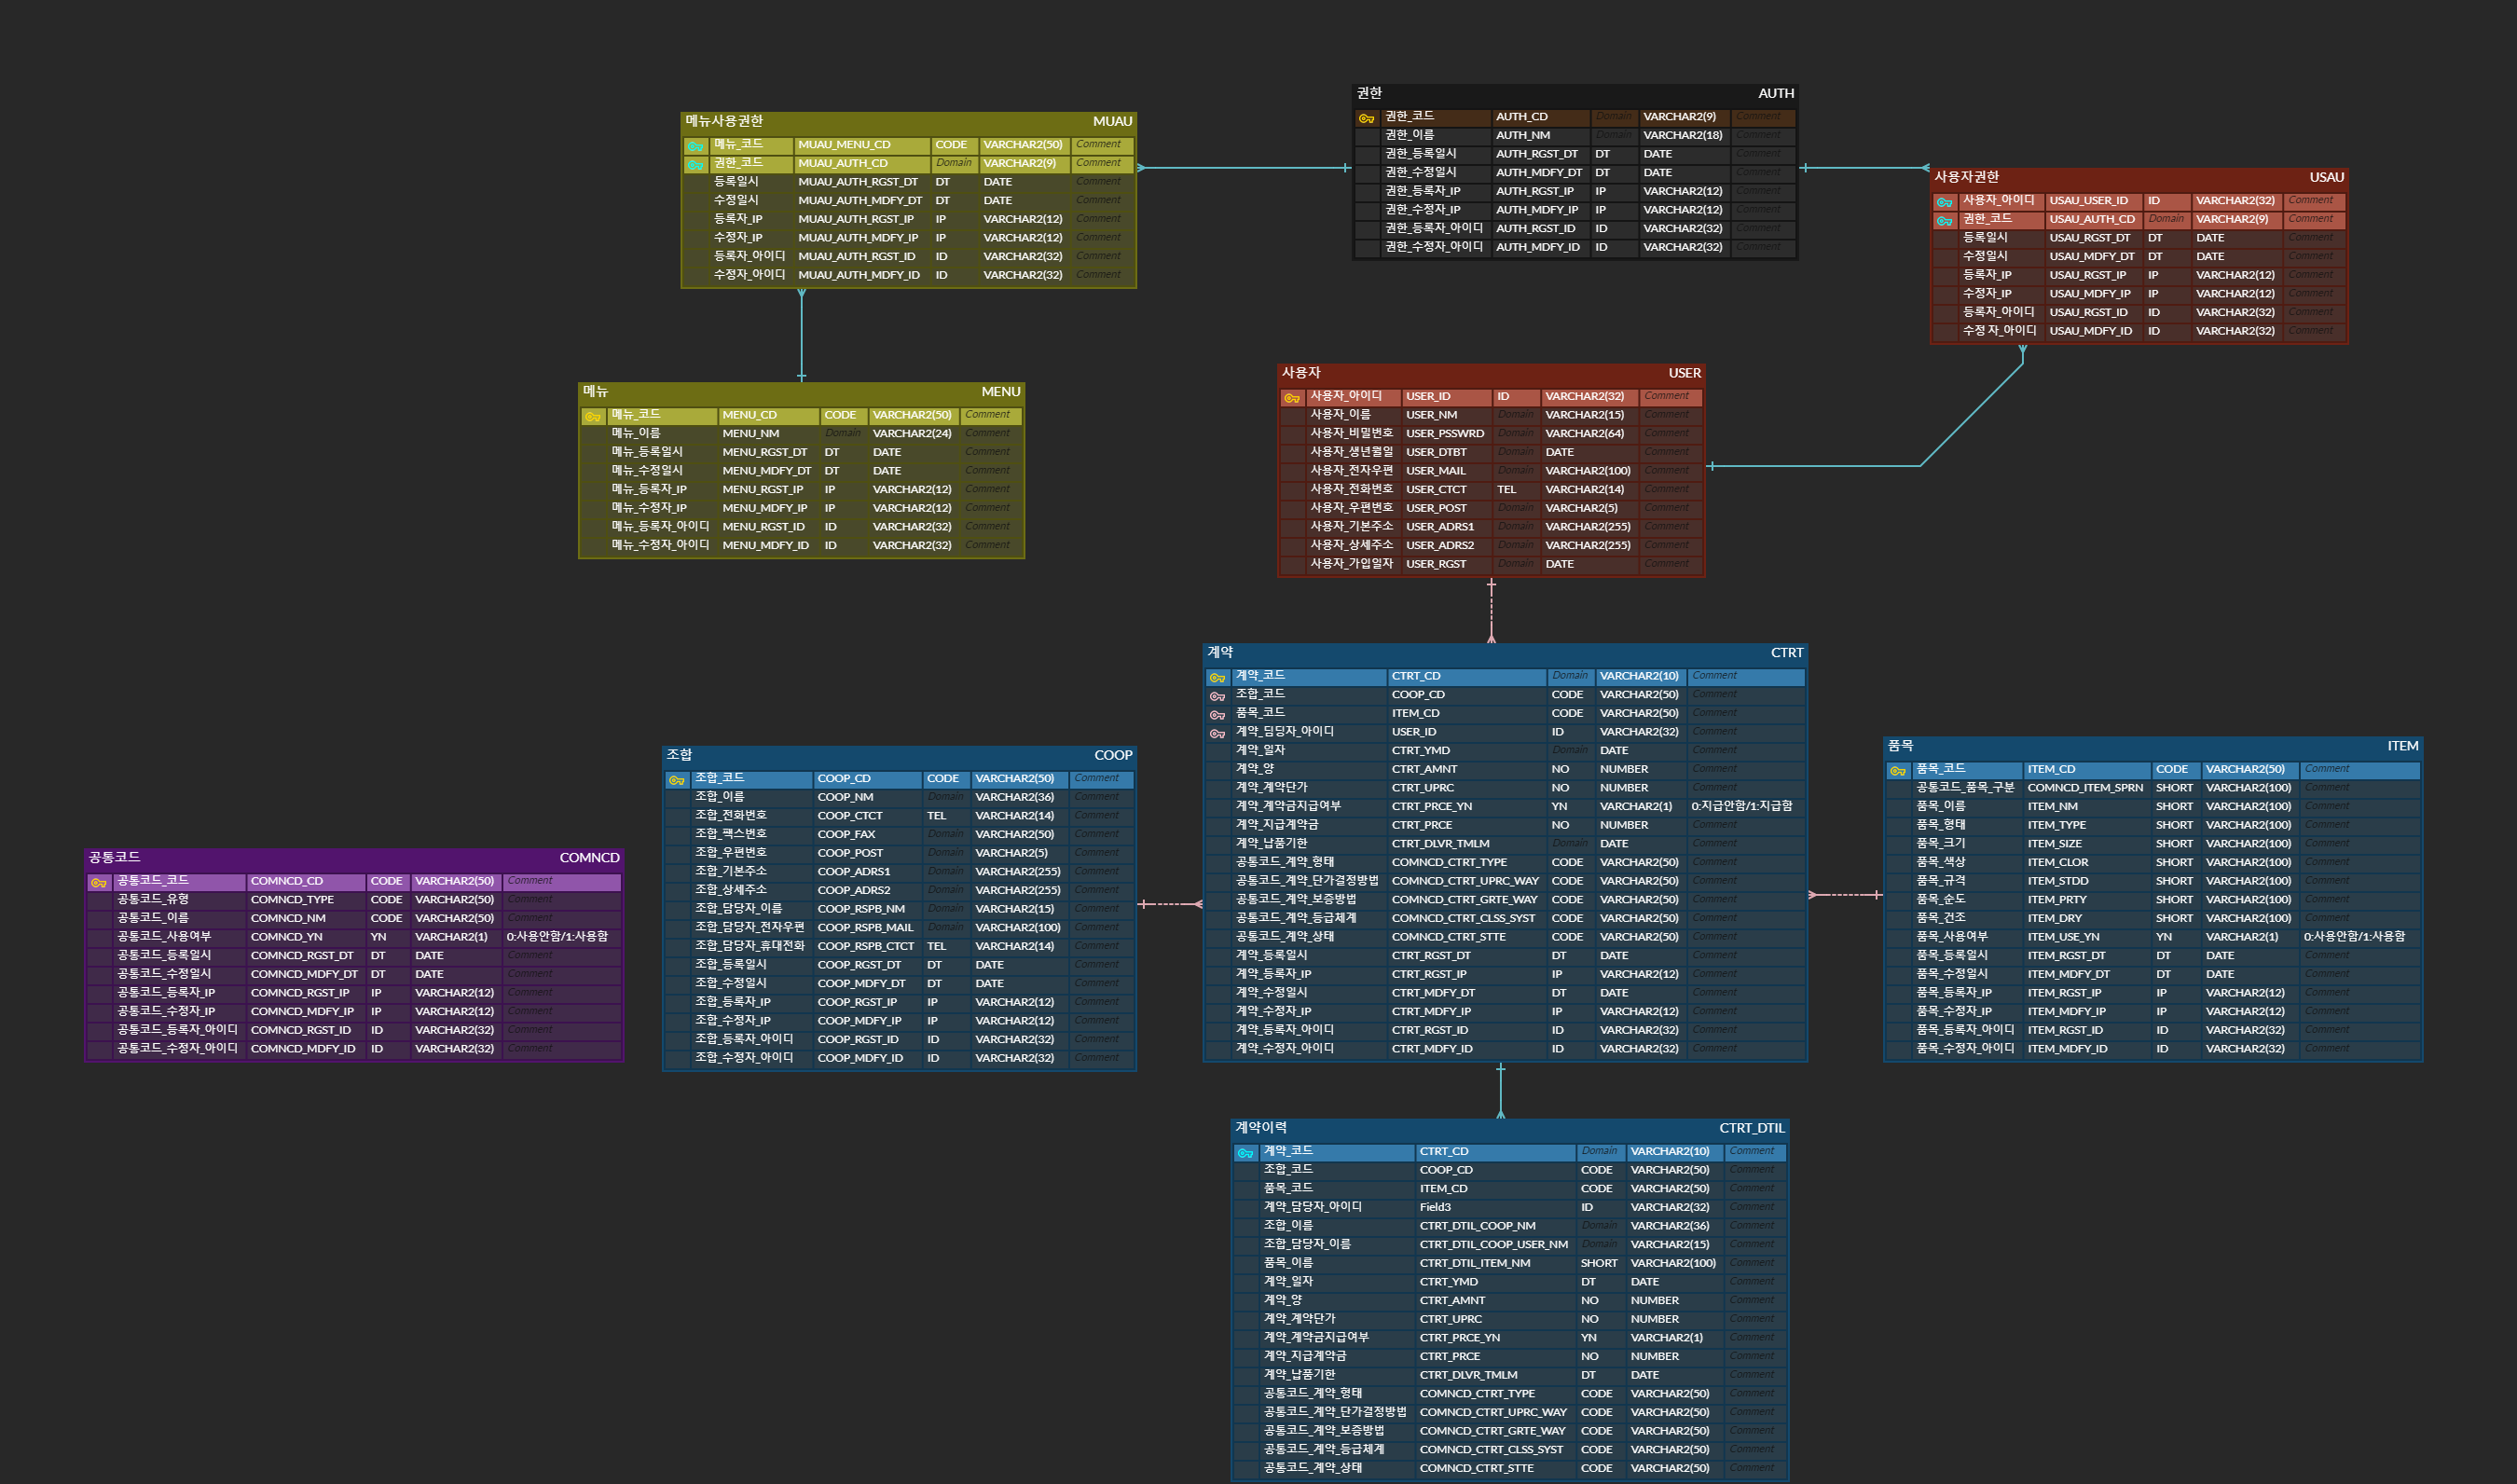 권한 AUTH
권한_코드 AUTH_CD Domain VARCHAR2(9) Comment
권한_이름 AUTH_NM Domain VARCHAR2(18) Comment
권한_등록일시 AUTH_RGST_DT DT DATE Comment
권한_수정일시 AUTH_MDFY_DT DT DATE Comment
권한_등록자_IP AUTH_RGST_IP IP VARCHAR2(12) Comment
권한_수정자_IP AUTH_MDFY_IP IP VARCHAR2(12) Comment
권한_등록자_아이디 AUTH_RGST_ID ID VARCHAR2(32) Comment
권한_수정자_아이디 AUTH_MDFY_ID ID VARCHAR2(32) Comment
메뉴사용권한 MUAU
메뉴_코드 MUAU_MENU_CD CODE VARCHAR2(50) Comment
권한_코드 MUAU_AUTH_CD Domain VARCHAR2(9) Comment
등록일시 MUAU_AUTH_RGST_DT DT DATE Comment
수정일시 MUAU_AUTH_MDFY_DT DT DATE Comment
등록자_IP MUAU_AUTH_RGST_IP IP VARCHAR2(12) Comment
수정자_IP MUAU_AUTH_MDFY_IP IP VARCHAR2(12) Comment
등록자_아이디 MUAU_AUTH_RGST_ID ID VARCHAR2(32) Comment
수정자_아이디 MUAU_AUTH_MDFY_ID ID VARCHAR2(32) Comment
사용자권한 USAU
사용자_아이디 USAU_USER_ID ID VARCHAR2(32) Comment
권한_코드 USAU_AUTH_CD Domain VARCHAR2(9) Comment
등록일시 USAU_RGST_DT DT DATE Comment
수정일시 USAU_MDFY_DT DT DATE Comment
등록자_IP USAU_RGST_IP IP VARCHAR2(12) Comment
수정자_IP USAU_MDFY_IP IP VARCHAR2(12) Comment
등록자_아이디 USAU_RGST_ID ID VARCHAR2(32) Comment
수정 자_아이디 USAU_MDFY_ID ID VARCHAR2(32) Comment
메뉴 MENU
메뉴_코드 MENU_CD CODE VARCHAR2(50) Comment
메뉴_이름 MENU_NM Domain VARCHAR2(24) Comment
메뉴_등록일시 MENU_RGST_DT DT DATE Comment
메뉴_수정일시 MENU_MDFY_DT DT DATE Comment
메뉴_등록자_IP MENU_RGST_IP IP VARCHAR2(12) Comment
메뉴_수정자_IP MENU_MDFY_IP IP VARCHAR2(12) Comment
메뉴_등록자_아이디 MENU_RGST_ID ID VARCHAR2(32) Comment
메뉴_수정자_아이디 MENU_MDFY_ID ID VARCHAR2(32) Comment
사용자 USER
사용자_아이디 USER_ID ID VARCHAR2(32) Comment
사용자_이름 USER_NM Domain VARCHAR2(15) Comment
사용자_비밀번호 USER_PSSWRD Domain VARCHAR2(64) Comment
사용자_생년월일 USER_DTBT Domain DATE Comment
사용자_전자우편 USER_MAIL Domain VARCHAR2(100) Comment
사용자_전화번호 USER_CTCT TEL VARCHAR2(14) Comment
사용자_우편번호 USER_POST Domain VARCHAR2(5) Comment
사용자_기본주소 USER_ADRS1 Domain VARCHAR2(255) Comment
사용자_상세주소 USER_ADRS2 Domain VARCHAR2(255) Comment
사용자_가입일자 USER_RGST Domain DATE Comment
계약 CTRT
계약_코드 CTRT_CD Domain VARCHAR2(10) Comment
조합_코드 COOP_CD CODE VARCHAR2(50) Comment
품목_코드 ITEM_CD CODE VARCHAR2(50) Comment
계약_딤당자_아이디 USER_ID ID VARCHAR2(32) Comment
계약_일자 CTRT_YMD Domain DATE Comment
계약_양 CTRT_AMNT NO NUMBER Comment
계약_계약단가 CTRT_UPRC NO NUMBER Comment
계약_계약금지급여부 CTRT_PRCE_YN YN VARCHAR2(1) 0:지급안함/1:지급함
계약_지급계약금 CTRT_PRCE NO NUMBER Comment
계약_납품기한 CTRT_DLVR_TMLM Domain DATE Comment
공통코드_계약_형태 COMNCD_CTRT_TYPE CODE VARCHAR2(50) Comment
공통코드_계약_단가결정방법 COMNCD_CTRT_UPRC_WAY CODE VARCHAR2(50) Comment
공통코드_계약_보증방법 COMNCD_CTRT_GRTE_WAY CODE VARCHAR2(50) Comment
공통코드_계약_등급체계 COMNCD_CTRT_CLSS_SYST CODE VARCHAR2(50) Comment
공통코드_계약_상태 COMNCD_CTRT_STTE CODE VARCHAR2(50) Comment
계약_등록일시 CTRT_RGST_DT DT DATE Comment
계약_등록자_IP CTRT_RGST_IP IP VARCHAR2(12) Comment
계약_수정일시 CTRT_MDFY_DT DT DATE Comment
계약_수정자_IP CTRT_MDFY_IP IP VARCHAR2(12) Comment
계약_등록자_아이디 CTRT_RGST_ID ID VARCHAR2(32) Comment
계약_수정자_아이디 CTRT_MDFY_ID ID VARCHAR2(32) Comment
조합 COOP
조합_코드 COOP_CD CODE VARCHAR2(50) Comment
조합_이름 COOP_NM Domain VARCHAR2(36) Comment
조합_전화번호 COOP_CTCT TEL VARCHAR2(14) Comment
조합_팩스번호 COOP_FAX Domain VARCHAR2(50) Comment
조합_우편번호 COOP_POST Domain VARCHAR2(5) Comment
조합_기본주소 COOP_ADRS1 Domain VARCHAR2(255) Comment
조합_상세주소 COOP_ADRS2 Domain VARCHAR2(255) Comment
조합_담당자_이름 COOP_RSPB_NM Domain VARCHAR2(15) Comment
조합_담당자_전자우편 COOP_RSPB_MAIL Domain VARCHAR2(100) Comment
조합_담당자_휴대전화 COOP_RSPB_CTCT TEL VARCHAR2(14) Comment
조합_등록일시 COOP_RGST_DT DT DATE Comment
조합_수정일시 COOP_MDFY_DT DT DATE Comment
조합_등록자_IP COOP_RGST_IP IP VARCHAR2(12) Comment
조합_수정자_IP COOP_MDFY_IP IP VARCHAR2(12) Comment
조합_등록자_아이디 COOP_RGST_ID ID VARCHAR2(32) Comment
조합_수정자_아이디 COOP_MDFY_ID ID VARCHAR2(32) Comment
품목 ITEM
품목_코드 ITEM_CD CODE VARCHAR2(50) Comment
공통코드_품목_구분 COMNCD_ITEM_SPRN SHORT VARCHAR2(100) Comment
품목_이름 ITEM_NM SHORT VARCHAR2(100) Comment
품목_형태 ITEM_TYPE SHORT VARCHAR2(100) Comment
품목_크기 ITEM_SIZE SHORT VARCHAR2(100) Comment
품목_색상 ITEM_CLOR SHORT VARCHAR2(100) Comment
품목_규격 ITEM_STDD SHORT VARCHAR2(100) Comment
품목_순도 ITEM_PRTY SHORT VARCHAR2(100) Comment
품목_건조 ITEM_DRY SHORT VARCHAR2(100) Comment
품목_사용여부 ITEM_USE_YN YN VARCHAR2(1) 0:사용안함/1:사용함
품목_등록일시 ITEM_RGST_DT DT DATE Comment
품목_수정일시 ITEM_MDFY_DT DT DATE Comment
품목_등록자_IP ITEM_RGST_IP IP VARCHAR2(12) Comment
품목_수정자_IP ITEM_MDFY_IP IP VARCHAR2(12) Comment
품목_등록자_아이디 ITEM_RGST_ID ID VARCHAR2(32) Comment
품목_수정자_아이디 ITEM_MDFY_ID ID VARCHAR2(32) Comment
공통코드 COMNCD
공통코드_코드 COMNCD_CD CODE VARCHAR2(50) Comment
공통코드_유형 COMNCD_TYPE CODE VARCHAR2(50) Comment
공통코드_이름 COMNCD_NM CODE VARCHAR2(50) Comment
공통코드_사용여부 COMNCD_YN YN VARCHAR2(1) 0:사용안함/1:사용함
공통코드_등록일시 COMNCD_RGST_DT DT DATE Comment
공통코드_수정일시 COMNCD_MDFY_DT DT DATE Comment
공통코드_등록자_IP COMNCD_RGST_IP IP VARCHAR2(12) Comment
공통코드_수정자_IP COMNCD_MDFY_IP IP VARCHAR2(12) Comment
공통코드_등록자_아이디 COMNCD_RGST_ID ID VARCHAR2(32) Comment
공통코드_수정자_아이디 COMNCD_MDFY_ID ID VARCHAR2(32) Comment
계약이력 CTRT_DTIL
계약_코드 CTRT_CD Domain VARCHAR2(10) Comment
조합_코드 COOP_CD CODE VARCHAR2(50) Comment
품목_코드 ITEM_CD CODE VARCHAR2(50) Comment
계약_담당자_아이디 Field3 ID VARCHAR2(32) Comment
조합_이름 CTRT_DTIL_COOP_NM Domain VARCHAR2(36) Comment
조합_담당자_이름 CTRT_DTIL_COOP_USER_NM Domain VARCHAR2(15) Comment
품목_이름 CTRT_DTIL_ITEM_NM SHORT VARCHAR2(100) Comment
계약_일자 CTRT_YMD DT DATE Comment
계약_양 CTRT_AMNT NO NUMBER Comment
계약_계약단가 CTRT_UPRC NO NUMBER Comment
계약_계약금지급여부 CTRT_PRCE_YN YN VARCHAR2(1) Comment
계약_지급계약금 CTRT_PRCE NO NUMBER Comment
계약_납품기한 CTRT_DLVR_TMLM DT DATE Comment
공통코드_계약_형태 COMNCD_CTRT_TYPE CODE VARCHAR2(50) Comment
공통코드_계약_단가결정방법 COMNCD_CTRT_UPRC_WAY CODE VARCHAR2(50) Comment
공통코드_계약_보증방법 COMNCD_CTRT_GRTE_WAY CODE VARCHAR2(50) Comment
공통코드_계약_등급체계 COMNCD_CTRT_CLSS_SYST CODE VARCHAR2(50) Comment
공통코드_계약_상태 COMNCD_CTRT_STTE CODE VARCHAR2(50) Comment